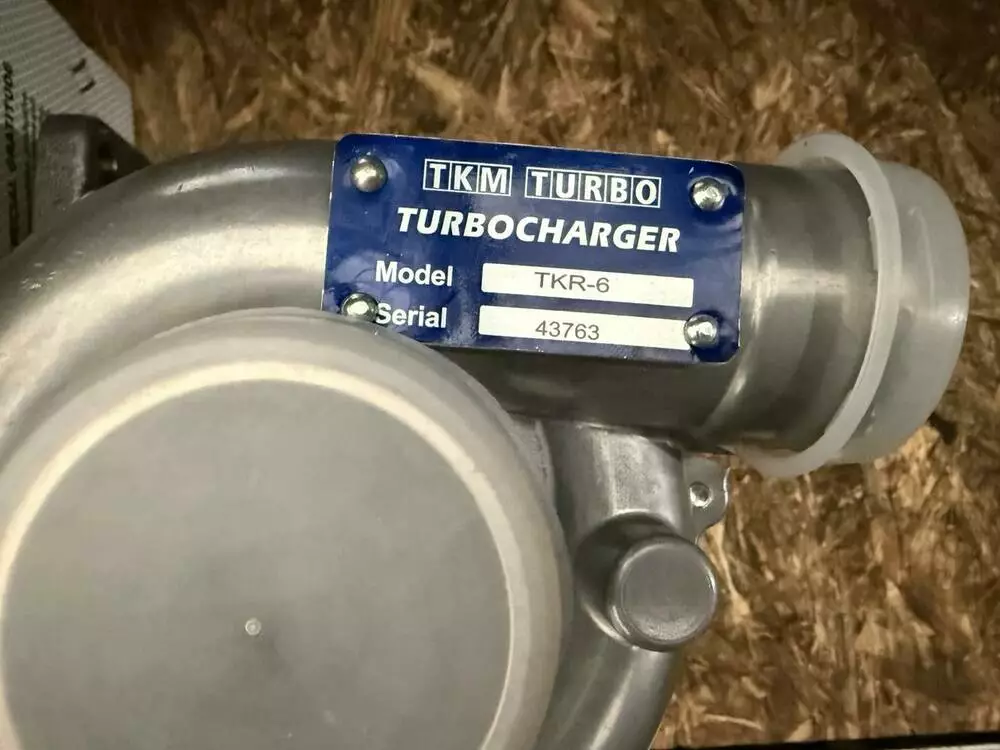 TKM TURBO
TURBOCHARGER
Model TKR-6
Serial 43763